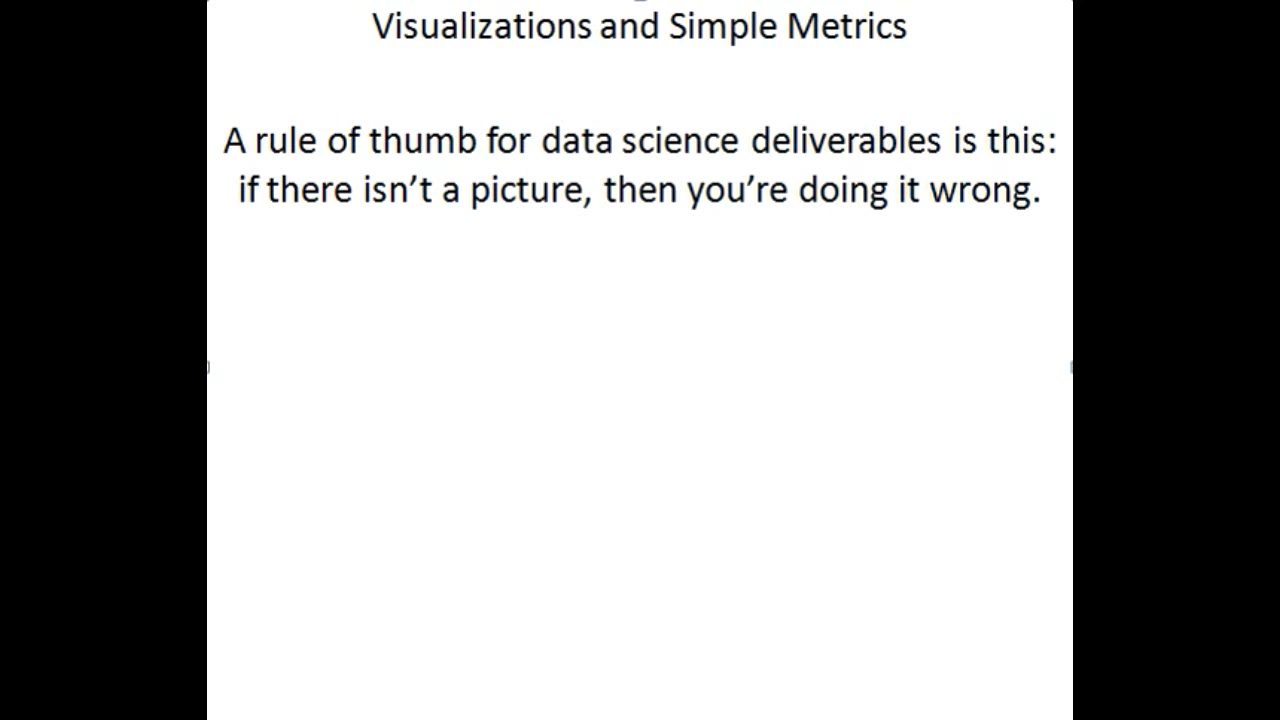 Visualizations and Simple Metrics
A rule of thumb for data science deliverables is this:
if there isn’t a picture, then you’re doing it wrong.